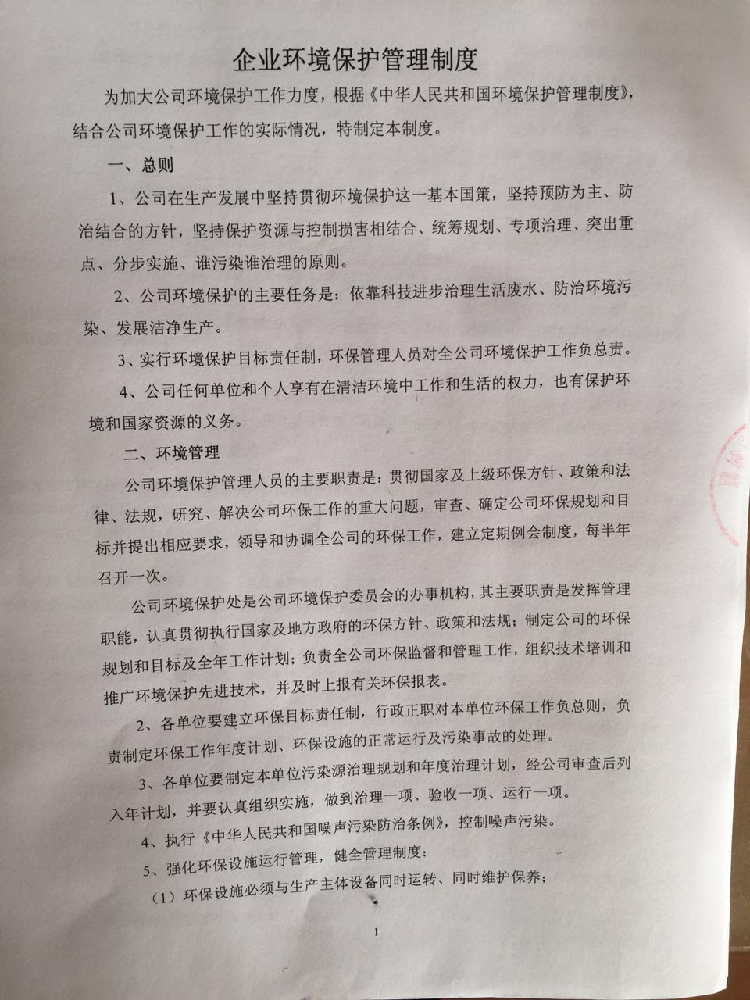 企业环境保护管理制度
为加大公司环境保护工作力度，根据《中华人民共和国环境保护管理制度》，
结合公司环境保护工作的实际情况，特制定本制度。
一、总则
1、公司在生产发展中坚持贯彻环境保护这一基本国策，坚持预防为主、防
治结合的方针，坚持保护资源与控制损害相结合、统筹规划、专项治理、突出重
点、分步实施、谁污染谁治理的原则。
2、公司环境保护的主要任务是：依靠科技进步治理生活废水、防治环境污
染、发展洁净生产。
3、实行环境保护目标责任制，环保管理人员对全公司环境保护工作负总责。
4、公司任何单位和个人享有在清洁环境中工作和生活的权力，也有保护环
境和国家资源的义务。
二、环境管理
公司环境保护管理人员的主要职责是：贯彻国家及上级环保方针、政策和法
律、法规，研究、解决公司环保工作的重大问题，审查、确定公司环保规划和目
标并提出相应要求，领导和协调全公司的环保工作，建立定期例会制度，每半年
召开一次。
公司环境保护处是公司环境保护委员会的办事机构，其主要职责是发挥管理
职能，认真贯彻执行国家及地方政府的环保方针、政策和法规；制定公司的环保
规划和目标及全年工作计划；负责全公司环保监督和管理工作，组织技术培训和
推广环境保护先进技术，并及时上报有关环保报表。
2、各单位要建立环保目标责任制，行政正职对本单位环保工作负总则，负
责制定环保工作年度计划、环保设施的正常运行及污染事故的处理。
3、各单位要制定本单位污染源治理规划和年度治理计划，经公司审查后列
入年计划，并要认真组织实施，做到治理一项、验收一项、运行一项。
4、执行《中华人民共和国噪声污染防治条例》，控制噪声污染。
5、强化环保设施运行管理，健全管理制度：
（1）环保设施必须与生产主体设备同时运转、同时维护保养；
1